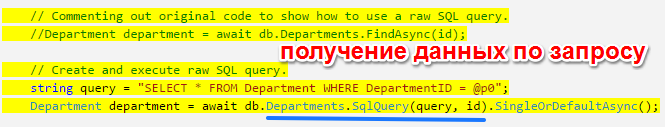 // Commenting out original code to show how to use a raw SQL query.
//Department department = await db.Departments.FindAsync(id);
получение данных по запросу
// Create and execute raw SQL query.
string query = "SELECT * FROM Department WHERE DepartmentID = @p0";
Department department = await db.Departments.SqlQuery(query, id).SingleOrDefaultAsync();